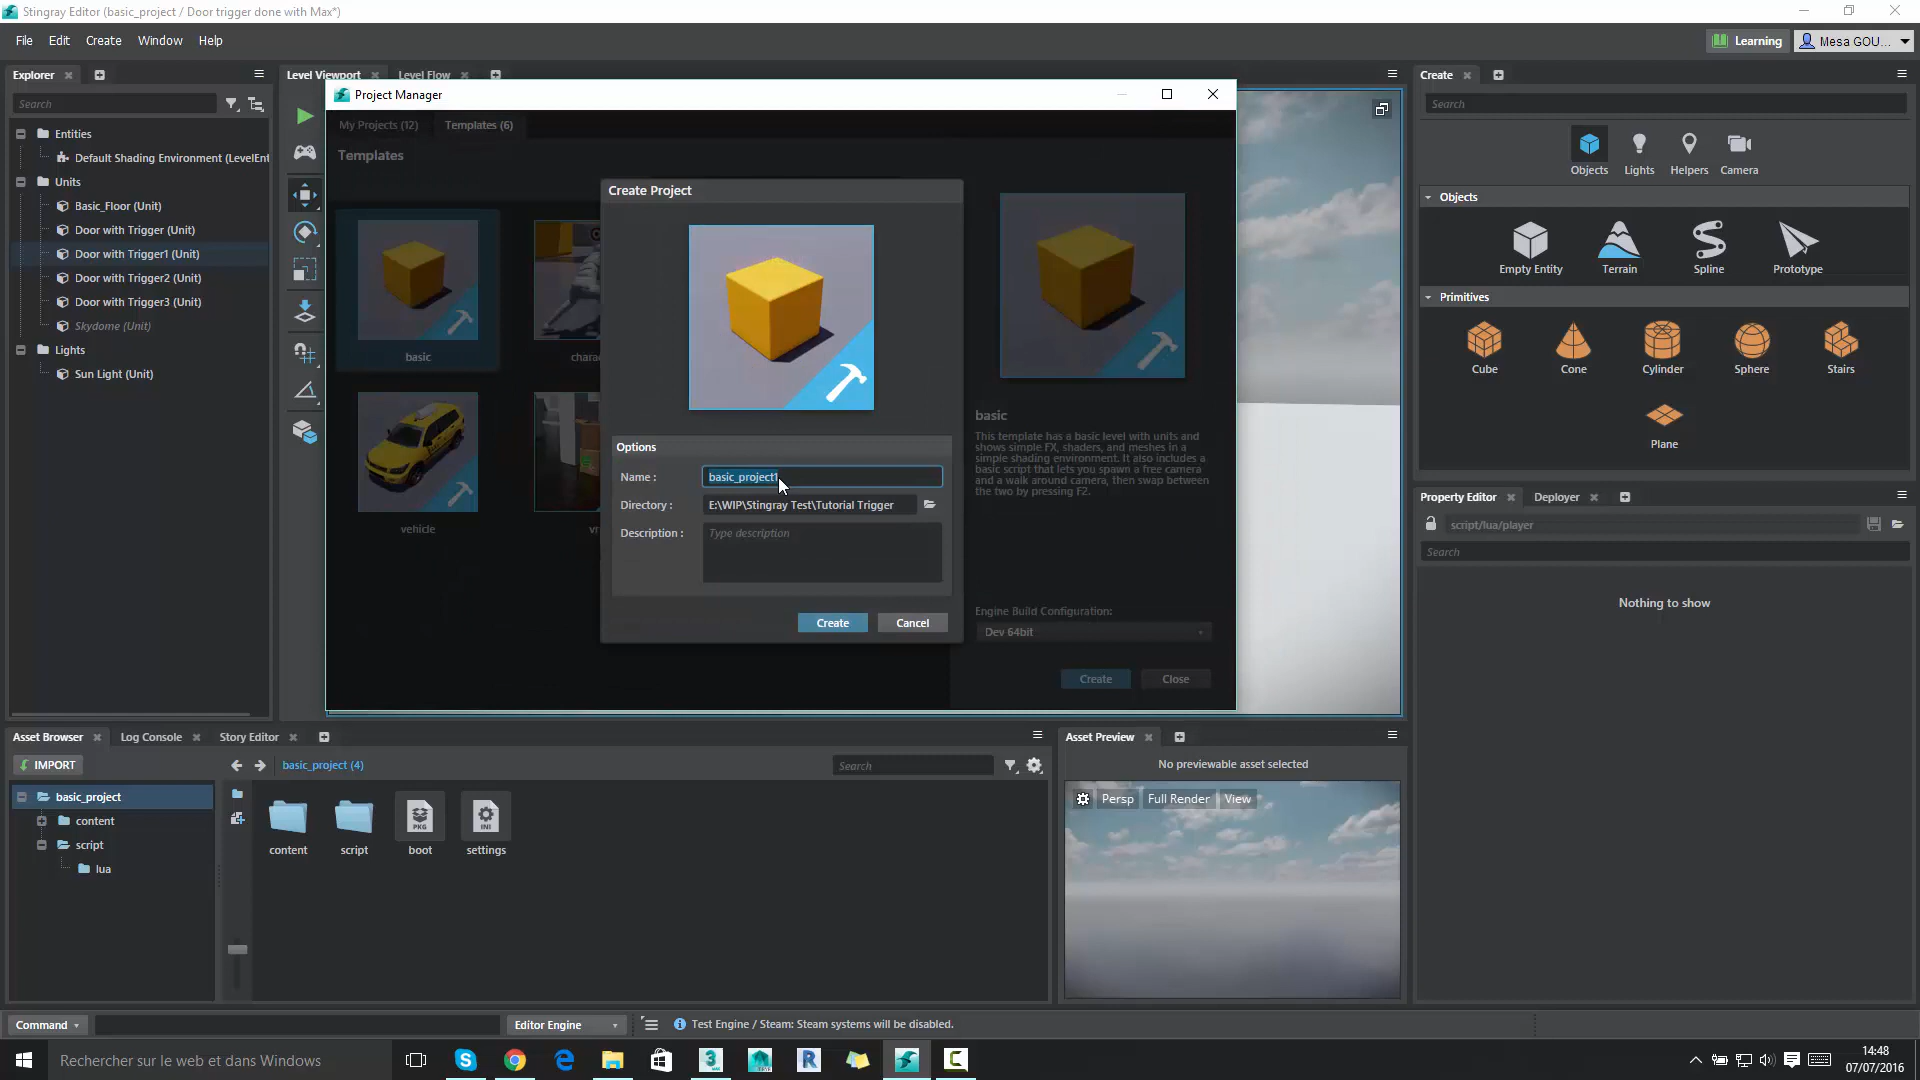 Stingray Editor (basic_project / Door trigger done with Max*)
File Edit Create Window Help
Learning
Mesa GOU...
Explorer
Level Viewport
Level Flow
Create
Search
Entities
Default Shading Environment (LevelEnt
Units
Basic_Floor (Unit)
Door with Trigger (Unit)
Door with Trigger1 (Unit)
Door with Trigger2 (Unit)
Door with Trigger3 (Unit)
Skydome (Unit)
Lights
Sun Light (Unit)
Project Manager
My Projects (12)
Templates (6)
Templates
basic
charac
vehicle
Create Project
Options
Name :
basic_project1
Directory :
E:\WIP\Stingray Test\Tutorial Trigger
Description :
Type description
Create
Cancel
basic
This template has a basic level with units and
shows simple FX, shaders, and meshes in a
simple shading environment. It also includes a
basic script that lets you spawn a free camera
and a walk around camera, then swap between
the two by pressing F2.
Engine Build Configuration:
Dev 64bit
Create
Close
Search
Objects
Lights
Helpers
Camera
Objects
Empty Entity
Terrain
Spline
Prototype
Primitives
Cube
Cone
Cylinder
Sphere
Stairs
Plane
Property Editor
Deployer
script/lua/player
Search
Nothing to show
Asset Browser
Log Console
Story Editor
IMPORT
basic_project (4)
Search
basic_project
content
script
lua
content
script
PKG
boot
INI
settings
Asset Preview
No previewable asset selected
Persp
Full Render
View
Command
Editor Engine
Test Engine / Steam: Steam systems will be disabled.
Rechercher sur le web et dans Windows
14:48
07/07/2016